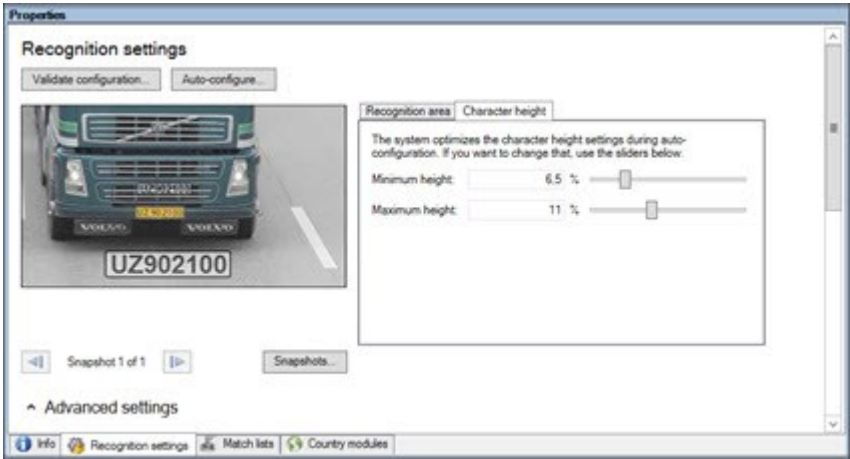 Properties
Recognition settings
Validate configuration...
Auto-configure...
Recognition area
Character height
The system optimizes the character height settings during auto-
configuration. If you want to change that, use the sliders below.
Minimum height:
6,5 %
Maximum height:
11 %
VOLVO
VOLVO
UZ902100
Snapshot 1 of 1
Snapshots...
Advanced settings
Info
Recognition settings
Match lists
Country modules